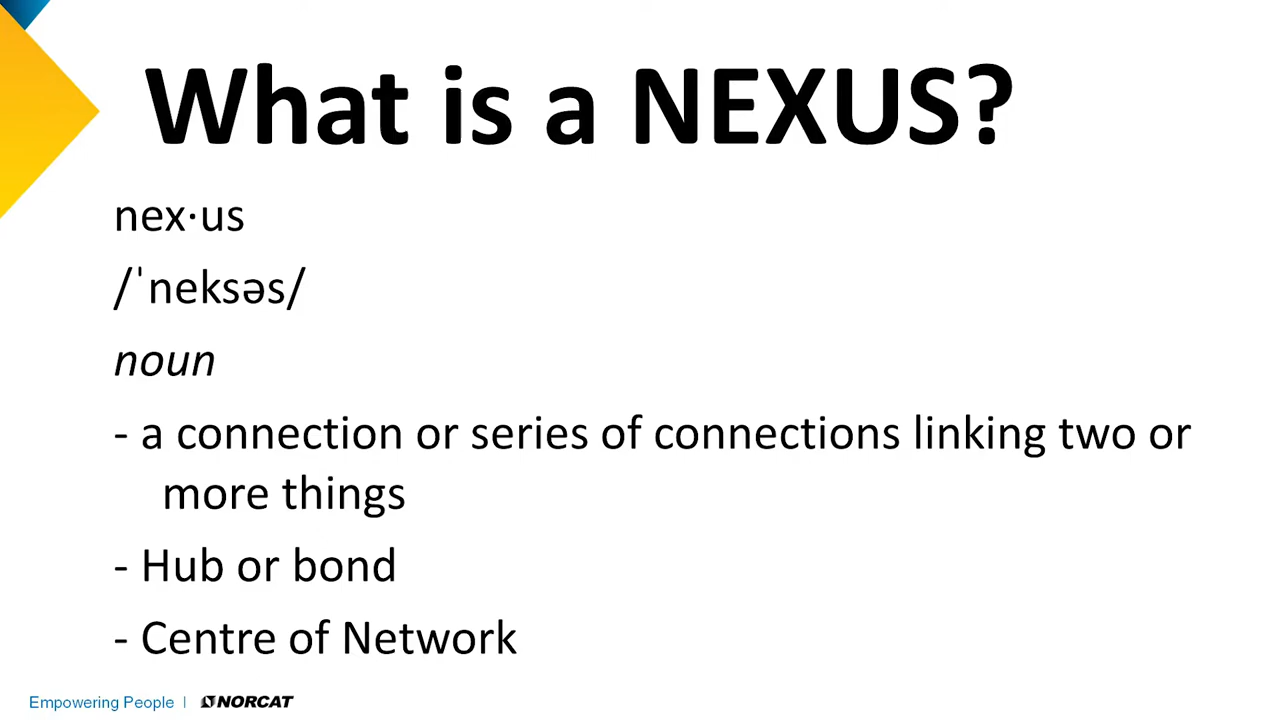 What is a NEXUS?
nex·us
/ˈneksəs/
noun
- a connection or series of connections linking two or
more things
- Hub or bond
- Centre of Network
Empowering People | NORCAT